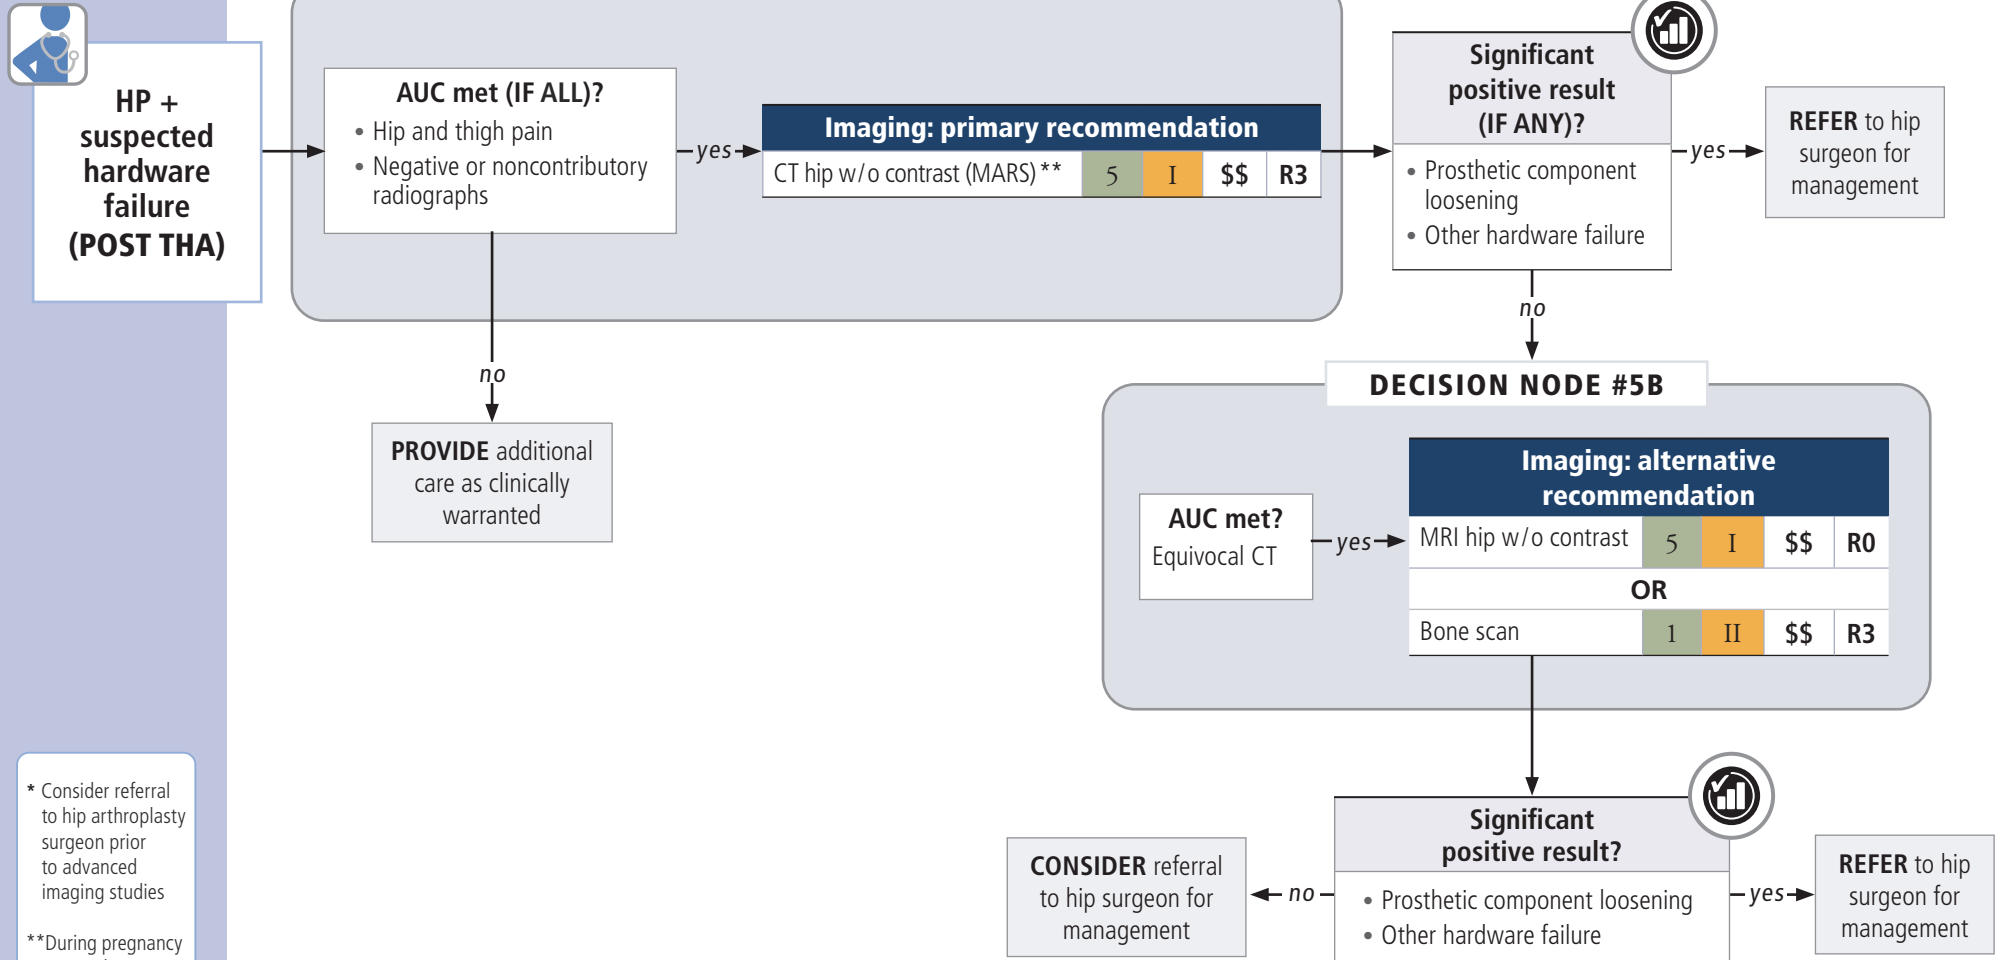 HP +
suspected
hardware
failure
(POST THA)
AUC met (IF ALL)?
• Hip and thigh pain
• Negative or noncontributory
radiographs
yes
Imaging: primary recommendation
CT hip w/o contrast (MARS)** 5 I $$ R3
Significant
positive result
(IF ANY)?
• Prosthetic component
loosening
• Other hardware failure
yes
REFER to hip
surgeon for
management
no
PROVIDE additional
care as clinically
warranted
no
DECISION NODE #5B
AUC met?
Equivocal CT
yes
Imaging: alternative
recommendation
MRI hip w/o contrast 5 I $$ R0
OR
Bone scan 1 II $$ R3
Significant
positive result?
• Prosthetic component loosening
• Other hardware failure
no
CONSIDER referral
to hip surgeon for
management
yes
REFER to hip
surgeon for
management
* Consider referral
to hip arthroplasty
surgeon prior
to advanced
imaging studies
**During pregnancy